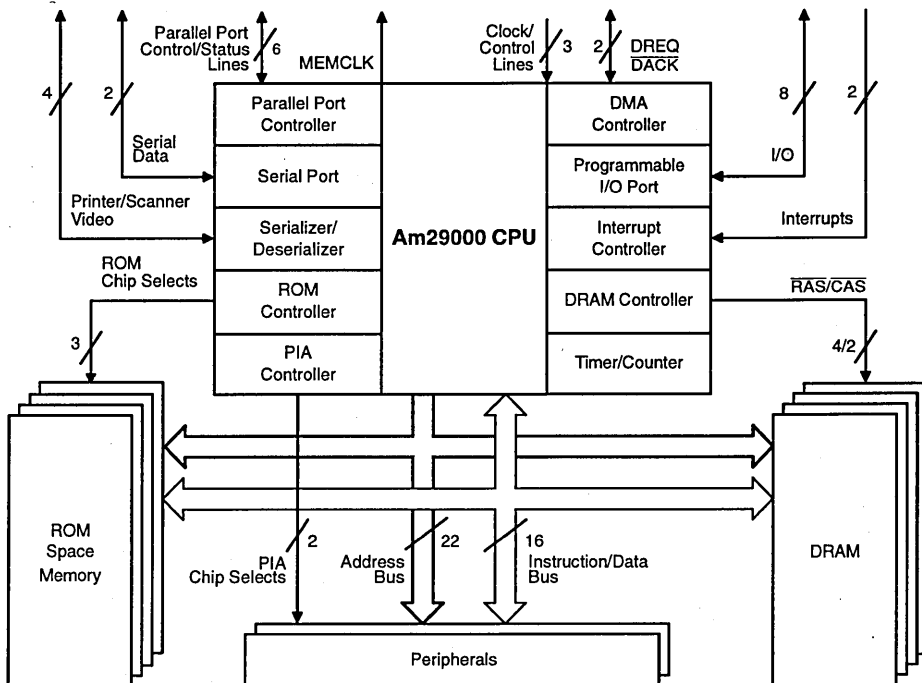 Parallel Port
Control/Status
Lines
6
MEMCLK
Clock/
Control
Lines
3
2
DREQ
DACK
4
2
8
2
Serial
Data
Printer/Scanner
Video
ROM
Chip Selects
3
Parallel Port
Controller
Serial Port
Serializer/
Deserializer
ROM
Controller
PIA
Controller
Am29000 CPU
DMA
Controller
Programmable
I/O Port
Interrupt
Controller
DRAM Controller
Timer/Counter
I/O
Interrupts
RAS/CAS
4/2
ROM
Space
Memory
2
PIA
Chip Selects
22
Address
Bus
16
Instruction/Data
Bus
DRAM
Peripherals